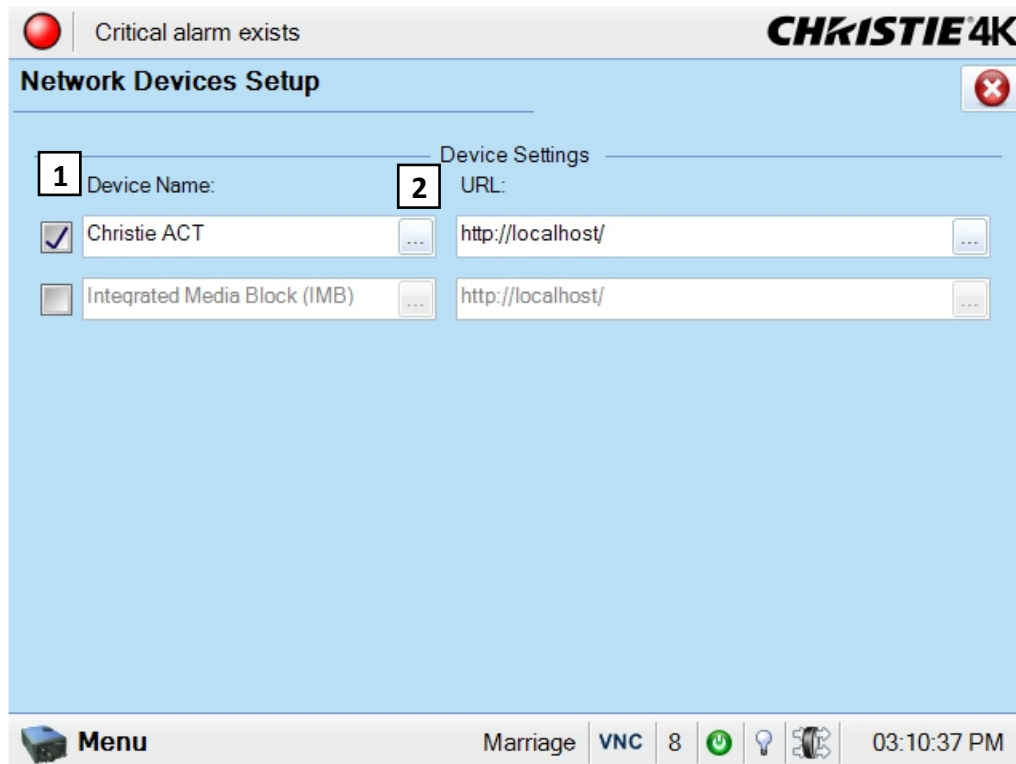 Critical alarm exists
CHRISTIE 4K
Network Devices Setup
Device Settings
1 Device Name: 2 URL:
Christie ACT ... http://localhost/ ...
Integrated Media Block (IMB) ... http://localhost/ ...
Menu Marriage VNC 8 03:10:37 PM